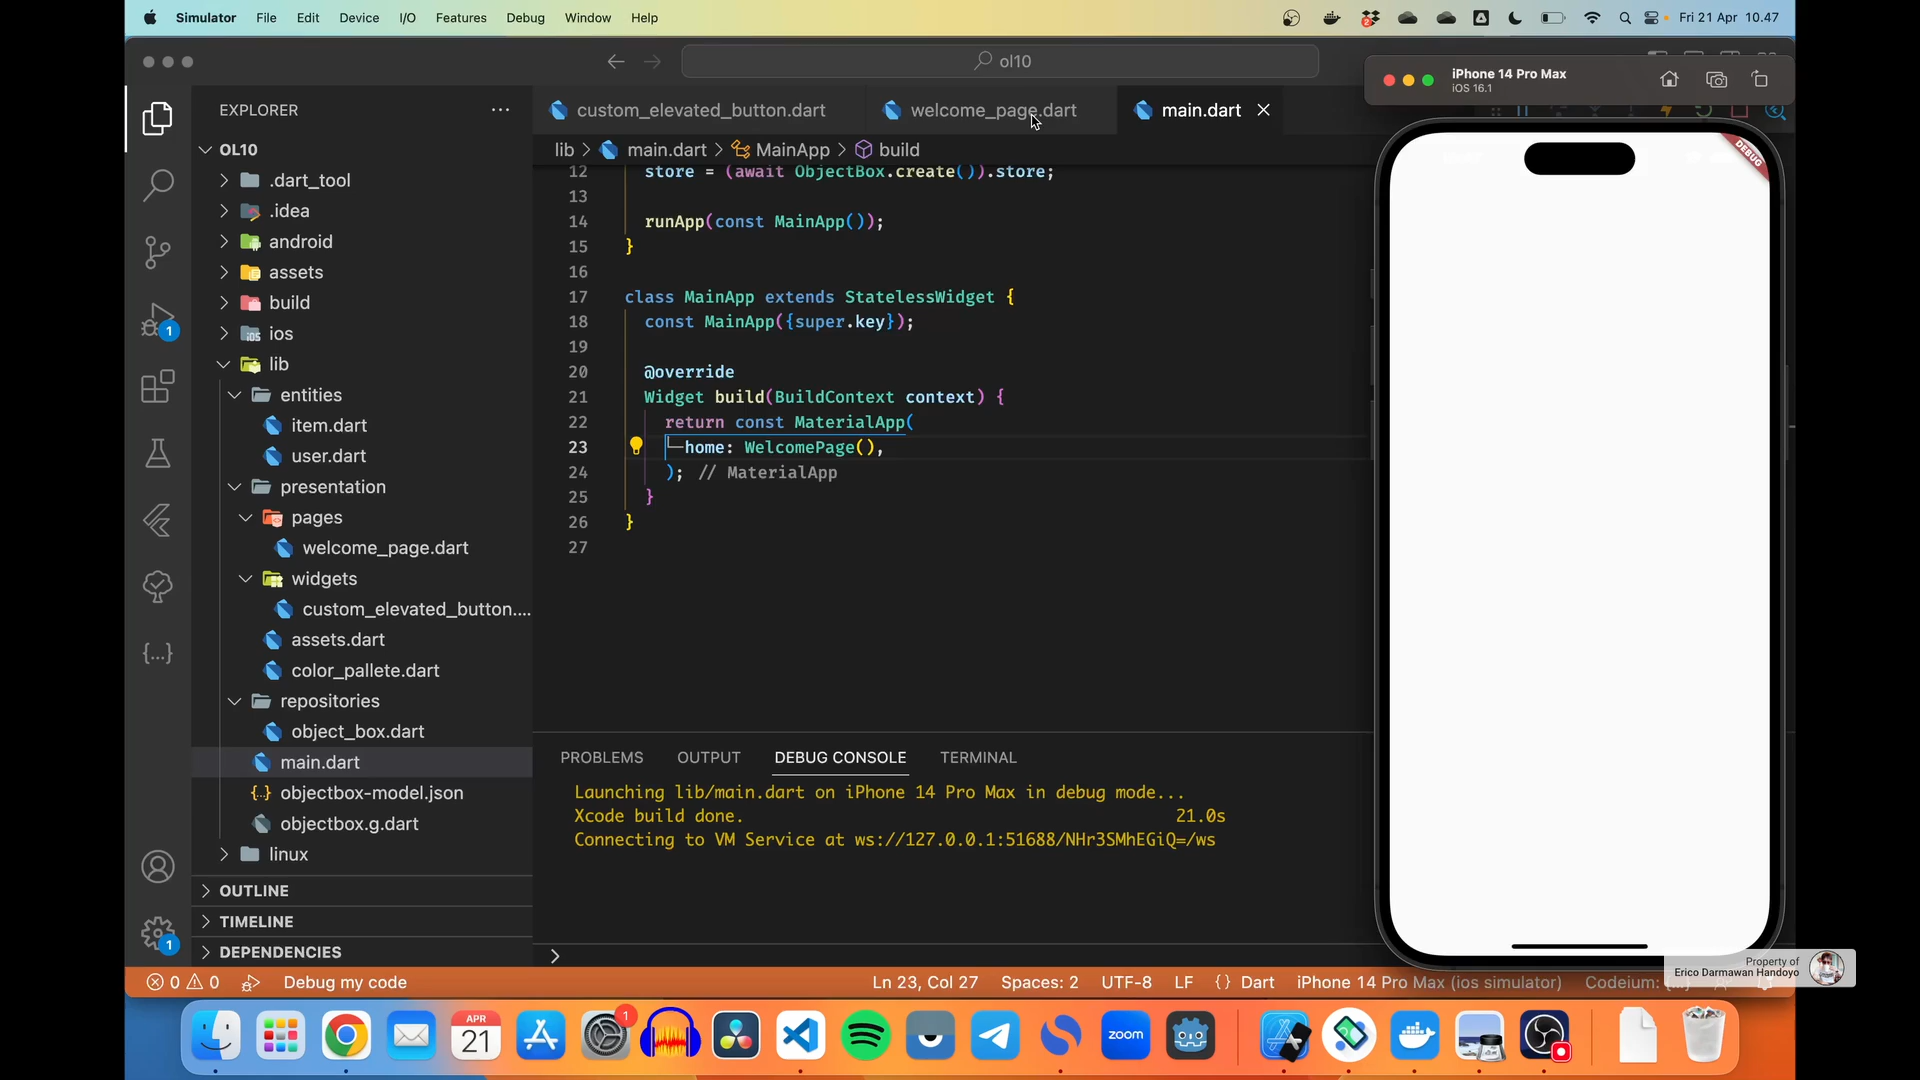 Simulator File Edit Device I/O Features Debug Window Help
2
Fri 21 Apr 10.47
ol10
iPhone 14 Pro Max
iOS 16.1
EXPLORER
custom_elevated_button.dart
welcome_page.dart
main.dart
lib > main.dart > MainApp > build
DEBUG
OL10
.dart_tool
.idea
android
assets
build
ios
lib
entities
item.dart
user.dart
presentation
pages
welcome_page.dart
widgets
custom_elevated_button....
assets.dart
color_pallete.dart
repositories
object_box.dart
main.dart
objectbox-model.json
objectbox.g.dart
linux
OUTLINE
TIMELINE
DEPENDENCIES
1
1
12 store = (await ObjectBox.create()).store;
13
14 runApp(const MainApp());
15 }
16
17 class MainApp extends StatelessWidget {
18 const MainApp({super.key});
19
20 @override
21 Widget build(BuildContext context) {
22 return const MaterialApp(
23 home: WelcomePage(),
24 ); // MaterialApp
25 }
26 }
27
PROBLEMS OUTPUT DEBUG CONSOLE TERMINAL
Launching lib/main.dart on iPhone 14 Pro Max in debug mode...
Xcode build done. 21.0s
Connecting to VM Service at ws://127.0.0.1:51688/NHr3SMhEGiQ=/ws
Property of
Erico Darmawan Handoyo
0 0 Debug my code Ln 23, Col 27 Spaces: 2 UTF-8 LF {} Dart iPhone 14 Pro Max (ios simulator) Codeium: {...}
APR
21
1
zoom